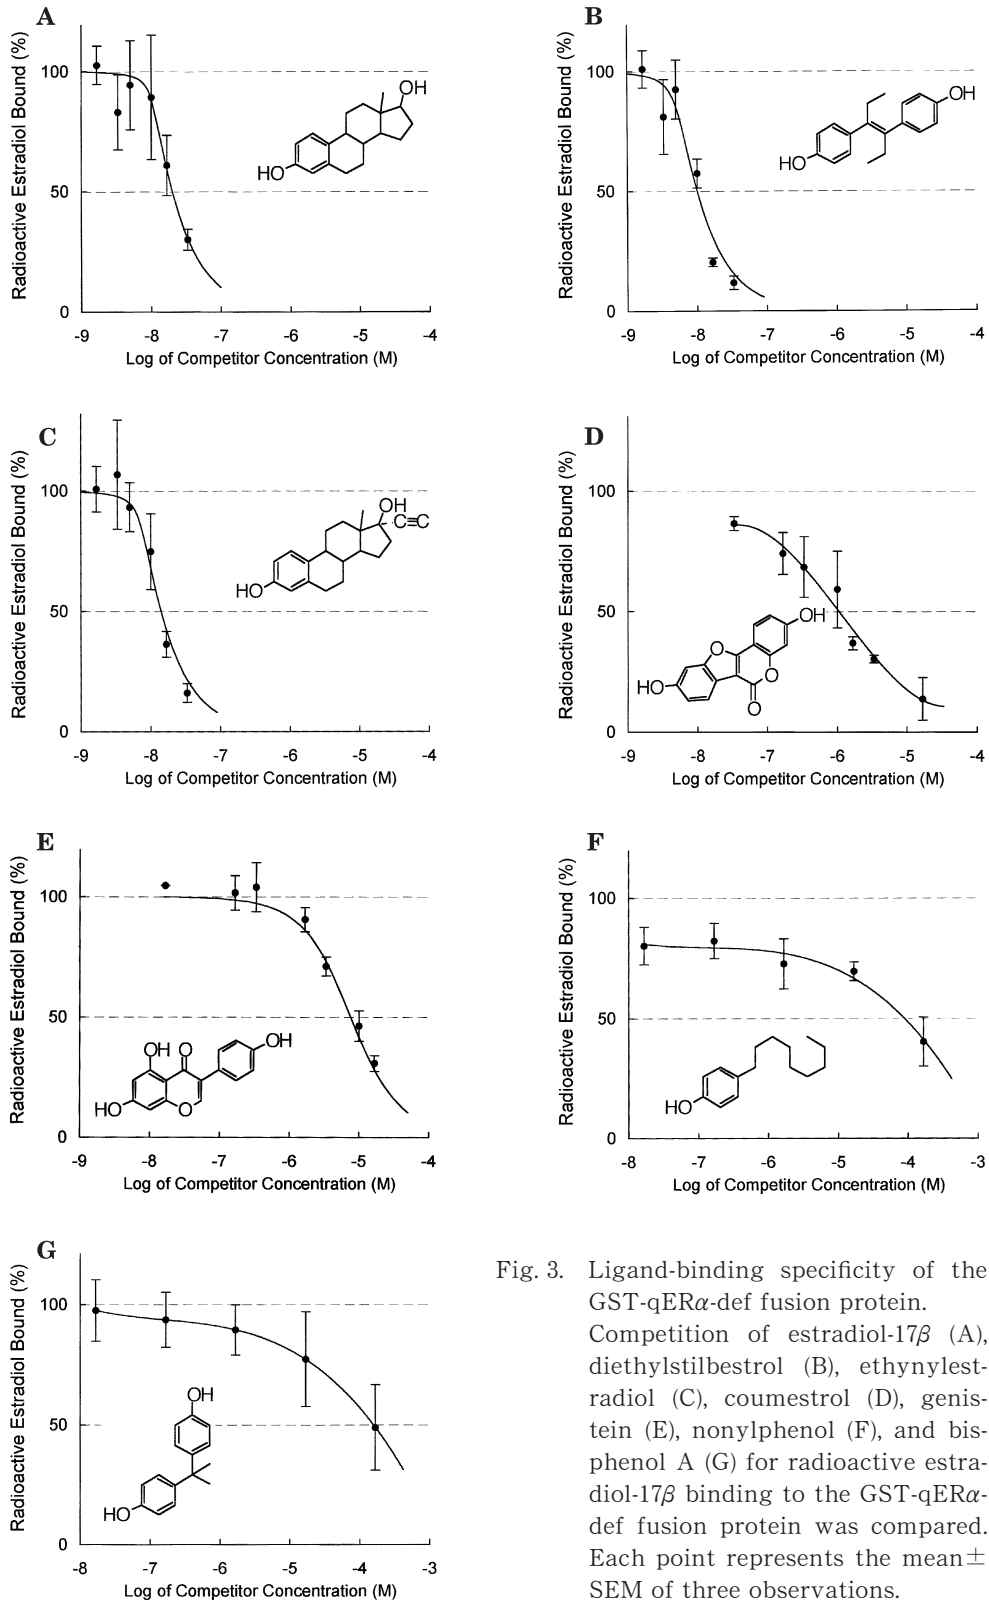 A
Radioactive Estradiol Bound (%)
100
50
0
OH
HO
-9 -8 -7 -6 -5 -4
Log of Competitor Concentration (M)
B
Radioactive Estradiol Bound (%)
100
50
0
OH
HO
-9 -8 -7 -6 -5 -4
Log of Competitor Concentration (M)
C
Radioactive Estradiol Bound (%)
100
50
0
OH
C≡C
HO
-9 -8 -7 -6 -5 -4
Log of Competitor Concentration (M)
D
Radioactive Estradiol Bound (%)
100
50
0
OH
O
O
HO
O
-9 -8 -7 -6 -5 -4
Log of Competitor Concentration (M)
E
Radioactive Estradiol Bound (%)
100
50
0
OH O OH
HO O
-9 -8 -7 -6 -5 -4
Log of Competitor Concentration (M)
F
Radioactive Estradiol Bound (%)
100
50
0
HO
-8 -7 -6 -5 -4 -3
Log of Competitor Concentration (M)
G
Radioactive Estradiol Bound (%)
100
50
0
OH
HO
-8 -7 -6 -5 -4 -3
Log of Competitor Concentration (M)
Fig. 3. Ligand-binding specificity of the
GST-qERα-def fusion protein.
Competition of estradiol-17β (A),
diethylstilbestrol (B), ethynylest-
radiol (C), coumestrol (D), genis-
tein (E), nonylphenol (F), and bis-
phenol A (G) for radioactive estra-
diol-17β binding to the GST-qERα-
def fusion protein was compared.
Each point represents the mean±
SEM of three observations.